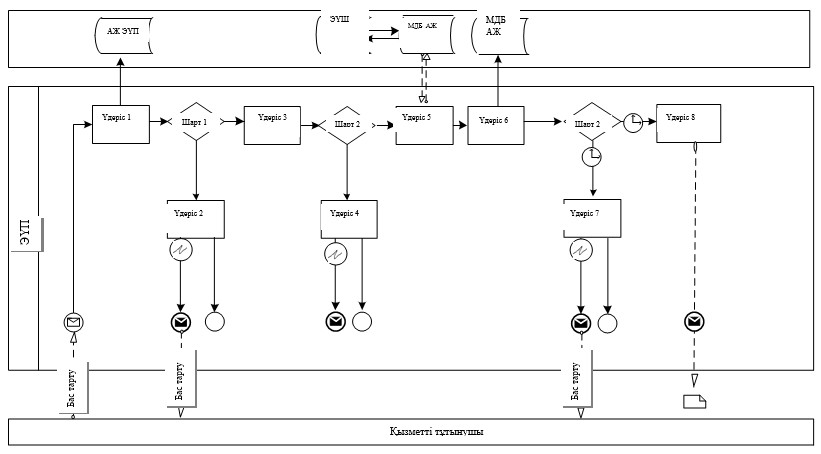 АЖ ЭҮП
ЭҮШ
МДБ АЖ
МДБ
АЖ
Үдеріс 1
Шарт 1
Үдеріс 3
Шарт 2
Үдеріс 5
Үдеріс 6
Шарт 2
Үдеріс 8
Үдеріс 2
Үдеріс 4
Үдеріс 7
ЭҮП
Бас тарту
Бас тарту
Бас тарту
Қызметті тұтынушы